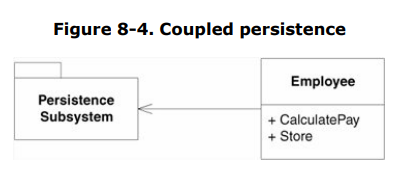 Figure 8-4. Coupled persistence
Persistence
Subsystem
Employee
+ CalculatePay
+ Store